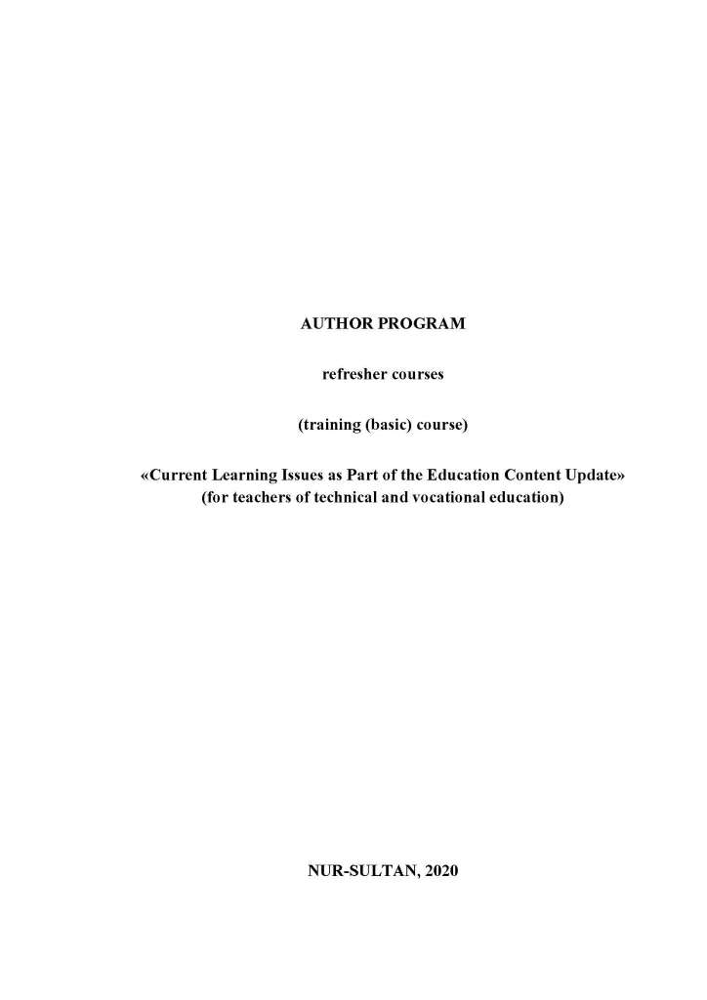 AUTHOR PROGRAM
refresher courses
(training (basic) course)
«Current Learning Issues as Part of the Education Content Update»
(for teachers of technical and vocational education)
NUR-SULTAN, 2020